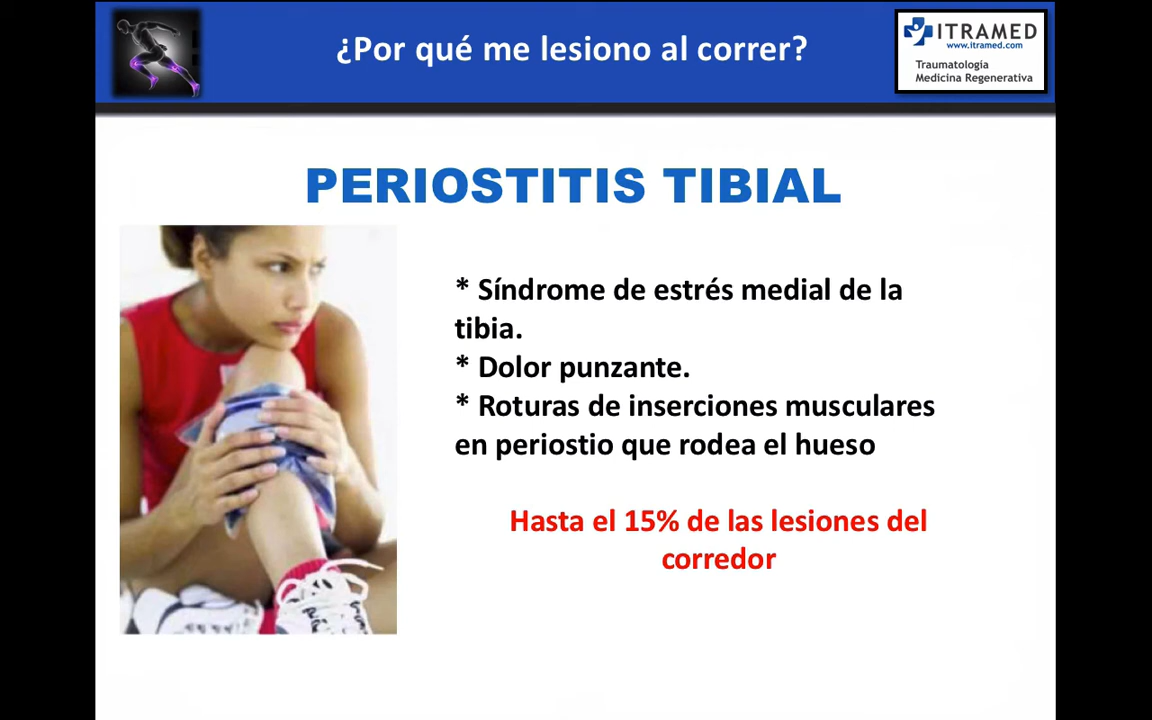 ¿Por qué me lesiono al correr?
ITRAMED
www.itramed.com
Traumatología
Medicina Regenerativa
PERIOSTITIS TIBIAL
* Síndrome de estrés medial de la
tibia.
* Dolor punzante.
* Roturas de inserciones musculares
en periostio que rodea el hueso
Hasta el 15% de las lesiones del
corredor